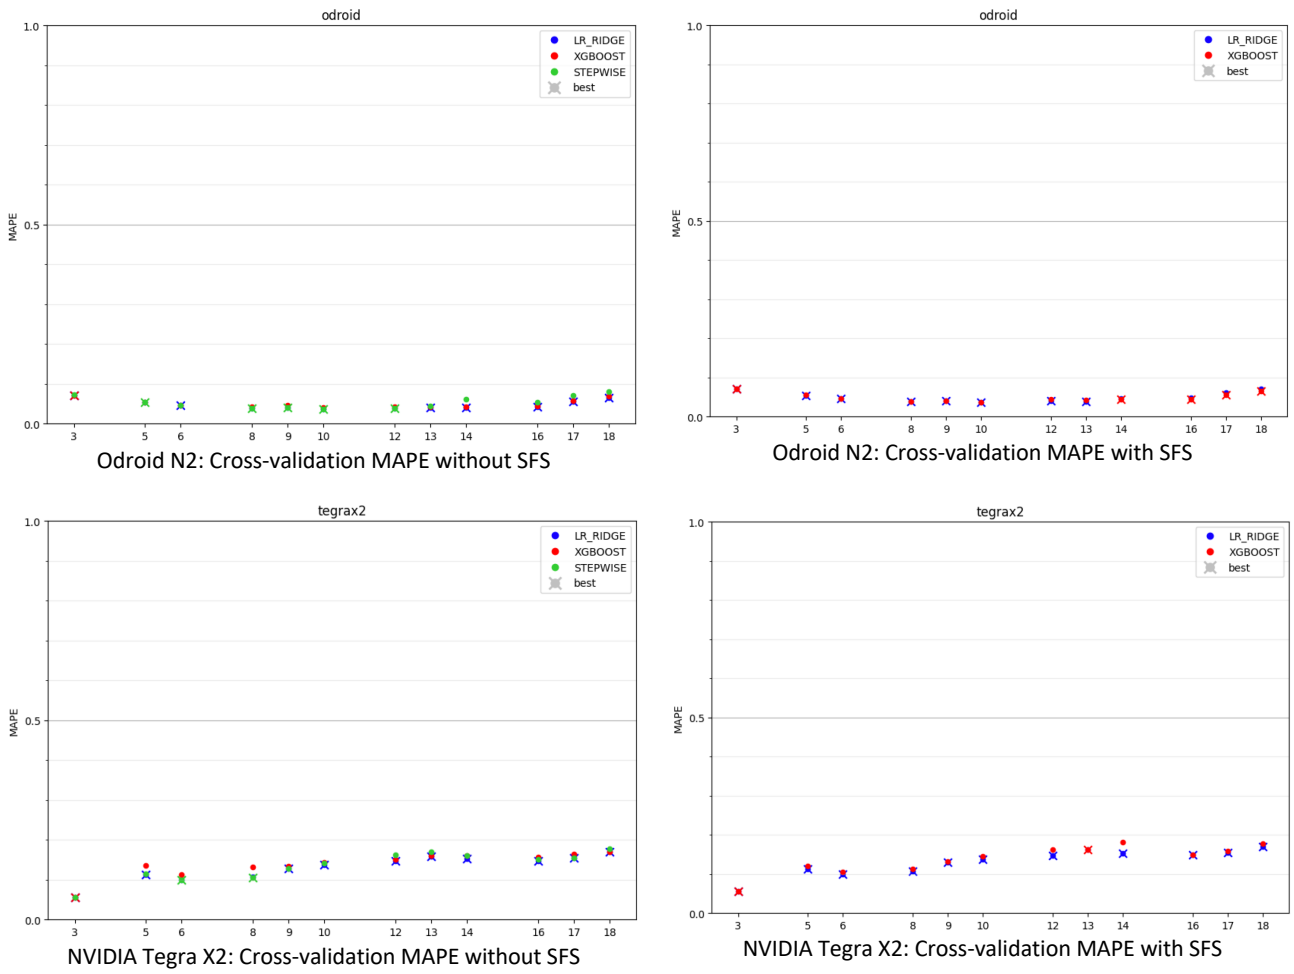 odroid
1.0
LR_RIDGE
XGBOOST
STEPWISE
best
0.5
MAPE
0.0
3 5 6 8 9 10 12 13 14 16 17 18
Odroid N2: Cross-validation MAPE without SFS
odroid
1.0
LR_RIDGE
XGBOOST
best
0.5
MAPE
0.0
3 5 6 8 9 10 12 13 14 16 17 18
Odroid N2: Cross-validation MAPE with SFS
tegrax2
1.0
LR_RIDGE
XGBOOST
STEPWISE
best
0.5
MAPE
0.0
3 5 6 8 9 10 12 13 14 16 17 18
NVIDIA Tegra X2: Cross-validation MAPE without SFS
tegrax2
1.0
LR_RIDGE
XGBOOST
best
0.5
MAPE
0.0
3 5 6 8 9 10 12 13 14 16 17 18
NVIDIA Tegra X2: Cross-validation MAPE with SFS